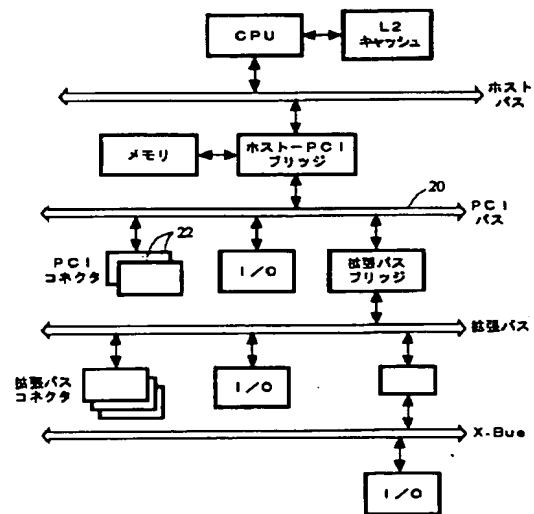 CPU
L2
キャッシュ
ホスト
バス
メモリ
ホストーPCI
ブリッジ
20
PCI
バス
22
PCI
コネクタ
I/O
拡張バス
ブリッジ
拡張バス
拡張バス
コネクタ
I/O
X-Bus
I/O